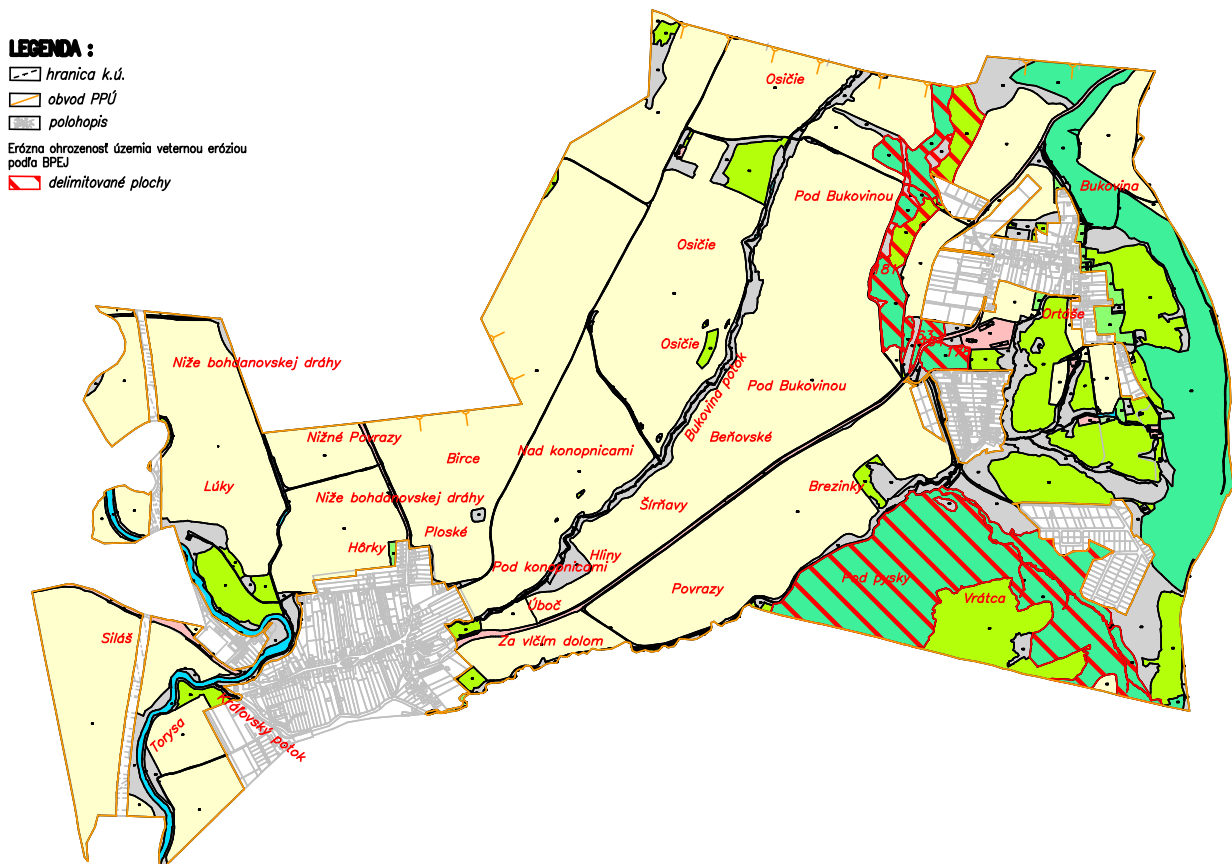 LEGENDA :
hranica k.ú.
obvod PPÚ
polohopis
Erózna ohrozenosť územia veternou eróziou
podľa BPEJ
delimitované plochy
Osičie
Bukovina
Pod Bukovinou
Osičie
Ortáše
Osičie
Niže bohdanovskej dráhy
Pod Bukovinou
Bukovina potok
Nižné Povrazy
Beňovské
Birce
Nad konopnicami
Lúky
Brezinky
Niže bohdanovskej dráhy
Šírňavy
Ploské
Hôrky
Hliny
Pod konopnicami
Pod pysky
Povrazy
Vrátca
Úboč
Siláš
Za vlčím dolom
Kráľovský potok
Torysa